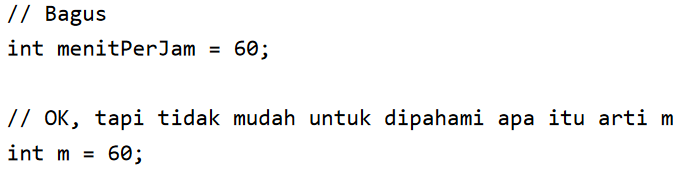 // Bagus
int menitPerJam = 60;
// OK, tapi tidak mudah untuk dipahami apa itu arti m
int m = 60;